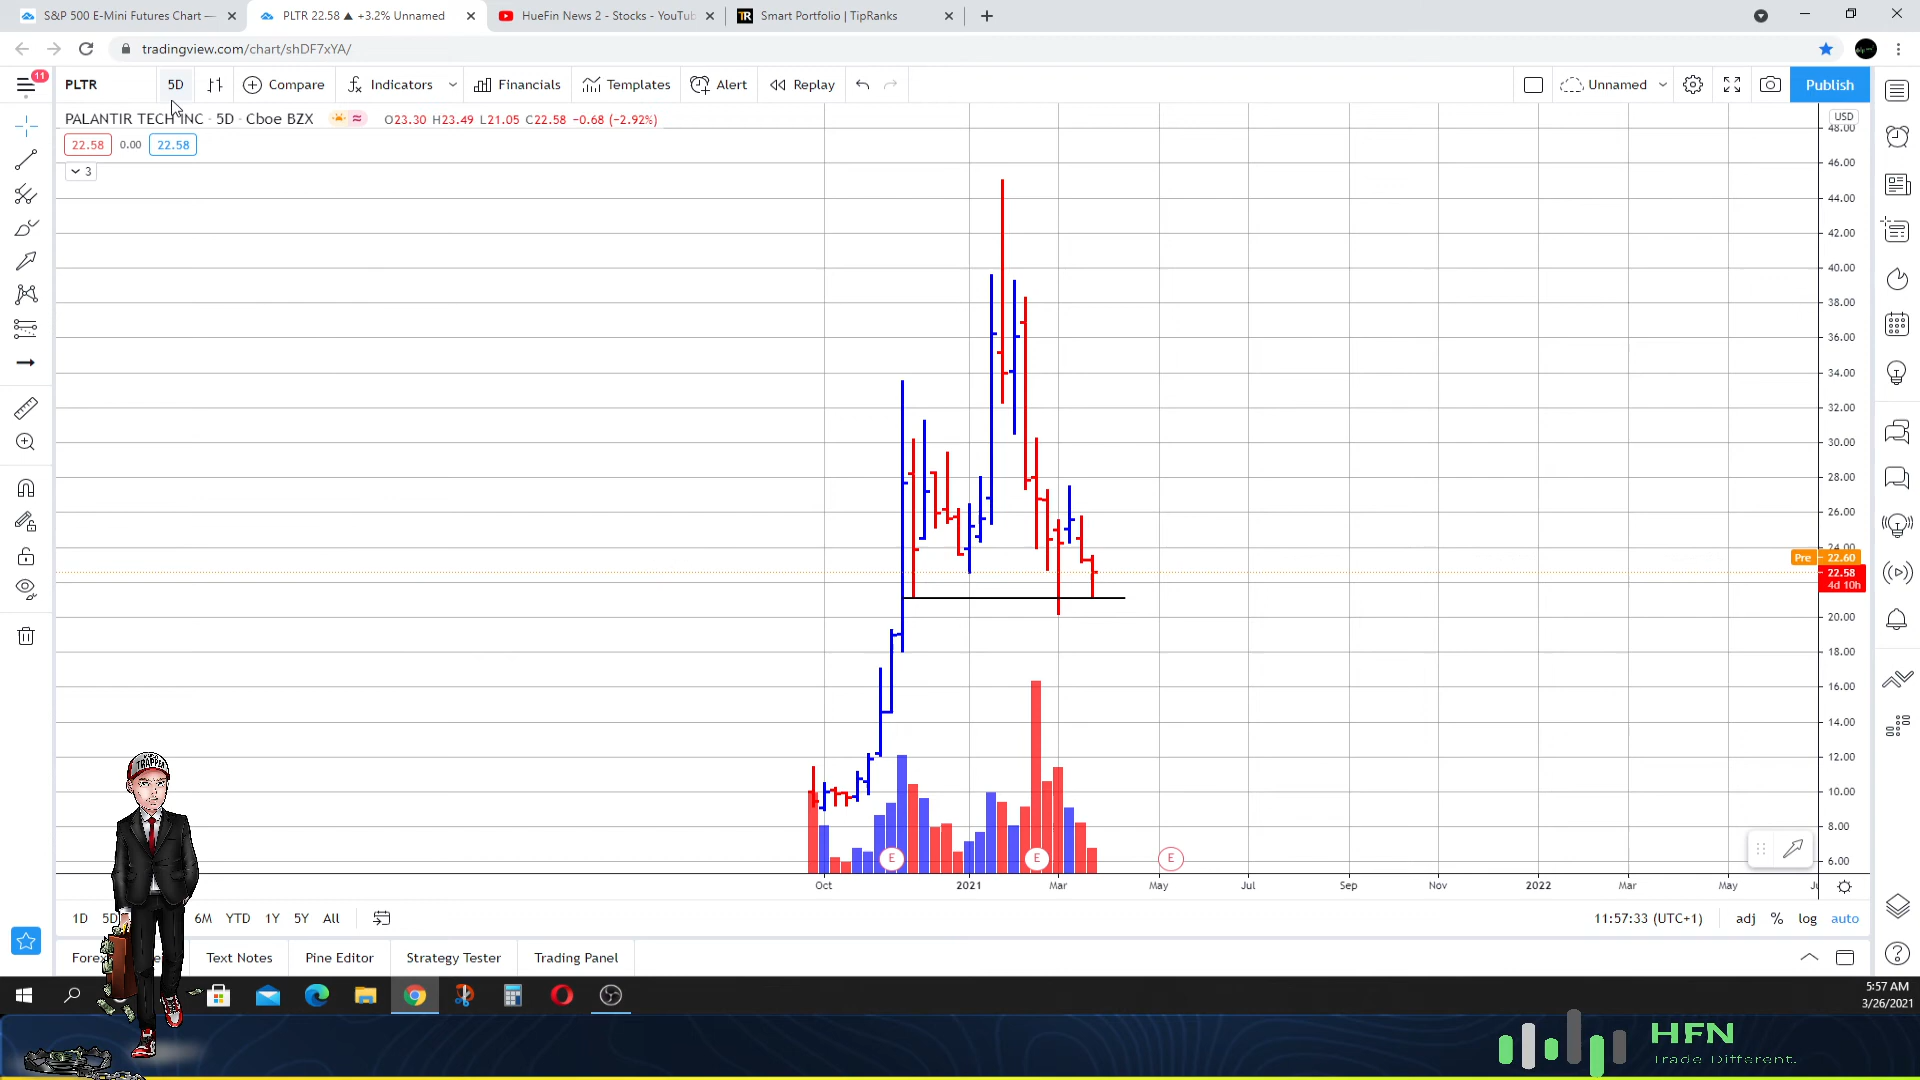 S&P 500 E-Mini Futures Chart —
PLTR 22.58 ▲ +3.2% Unnamed
HueFin News 2 - Stocks - YouTu
TR Smart Portfolio | TipRanks
tradingview.com/chart/shDF7xYA/
11
PLTR
5D
Compare
Indicators
Financials
Templates
Alert
Replay
Unnamed
Publish
PALANTIR TECH INC · 5D · Cboe BZX
O23.30 H23.49 L21.05 C22.58 −0.68 (−2.92%)
22.58 0.00 22.58
3
USD
48.00
46.00
44.00
42.00
40.00
38.00
36.00
34.00
32.00
30.00
28.00
26.00
24.00
Pre 22.60
22.58
4d 10h
20.00
18.00
16.00
14.00
12.00
10.00
8.00
6.00
E E E
Oct 2021 Mar May Jul Sep Nov 2022 Mar May
1D 5D 6M YTD 1Y 5Y All
11:57:33 (UTC+1) adj % log auto
Text Notes
Pine Editor
Strategy Tester
Trading Panel
TRAPPER
5:57 AM
3/26/2021
HFN
Trade Different.